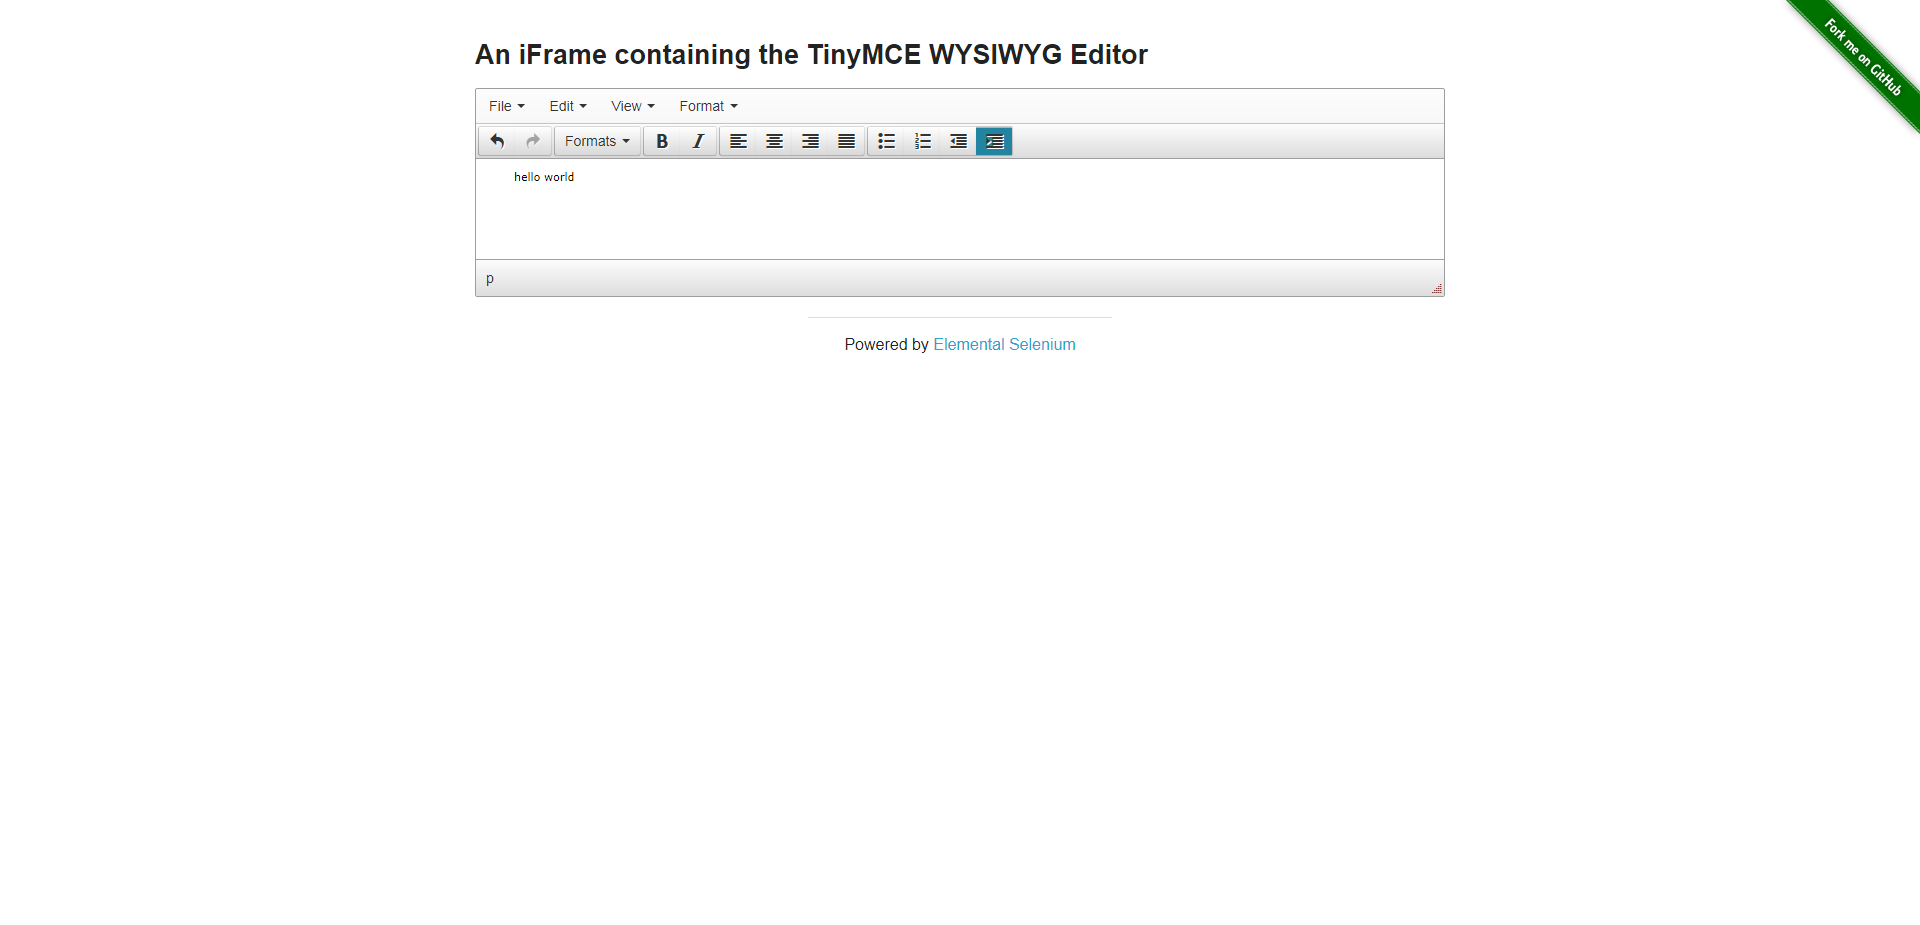 Fork me on GitHub
An iFrame containing the TinyMCE WYSIWYG Editor
File Edit View Format
Formats B I
hello world
p
Powered by Elemental Selenium